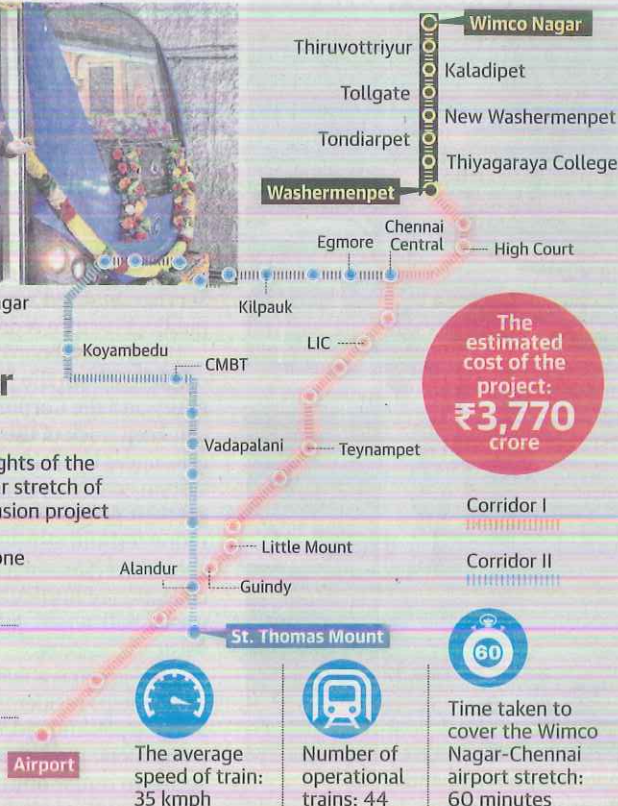 Wimco Nagar
Thiruvottriyur
Kaladipet
Tollgate
New Washermenpet
Tondiarpet
Thiyagaraya College
Washermenpet
Chennai
Central
Egmore
High Court
gar
Kilpauk
LIC
Koyambedu
CMBT
The
estimated
cost of the
project:
₹3,770
crore
r
Vadapalani
Teynampet
ghts of the
r stretch of
nsion project
one
Corridor I
Corridor II
Little Mount
Alandur
Guindy
St. Thomas Mount
60
Airport
The average
speed of train:
35 kmph
Number of
operational
trains: 44
Time taken to
cover the Wimco
Nagar-Chennai
airport stretch:
60 minutes